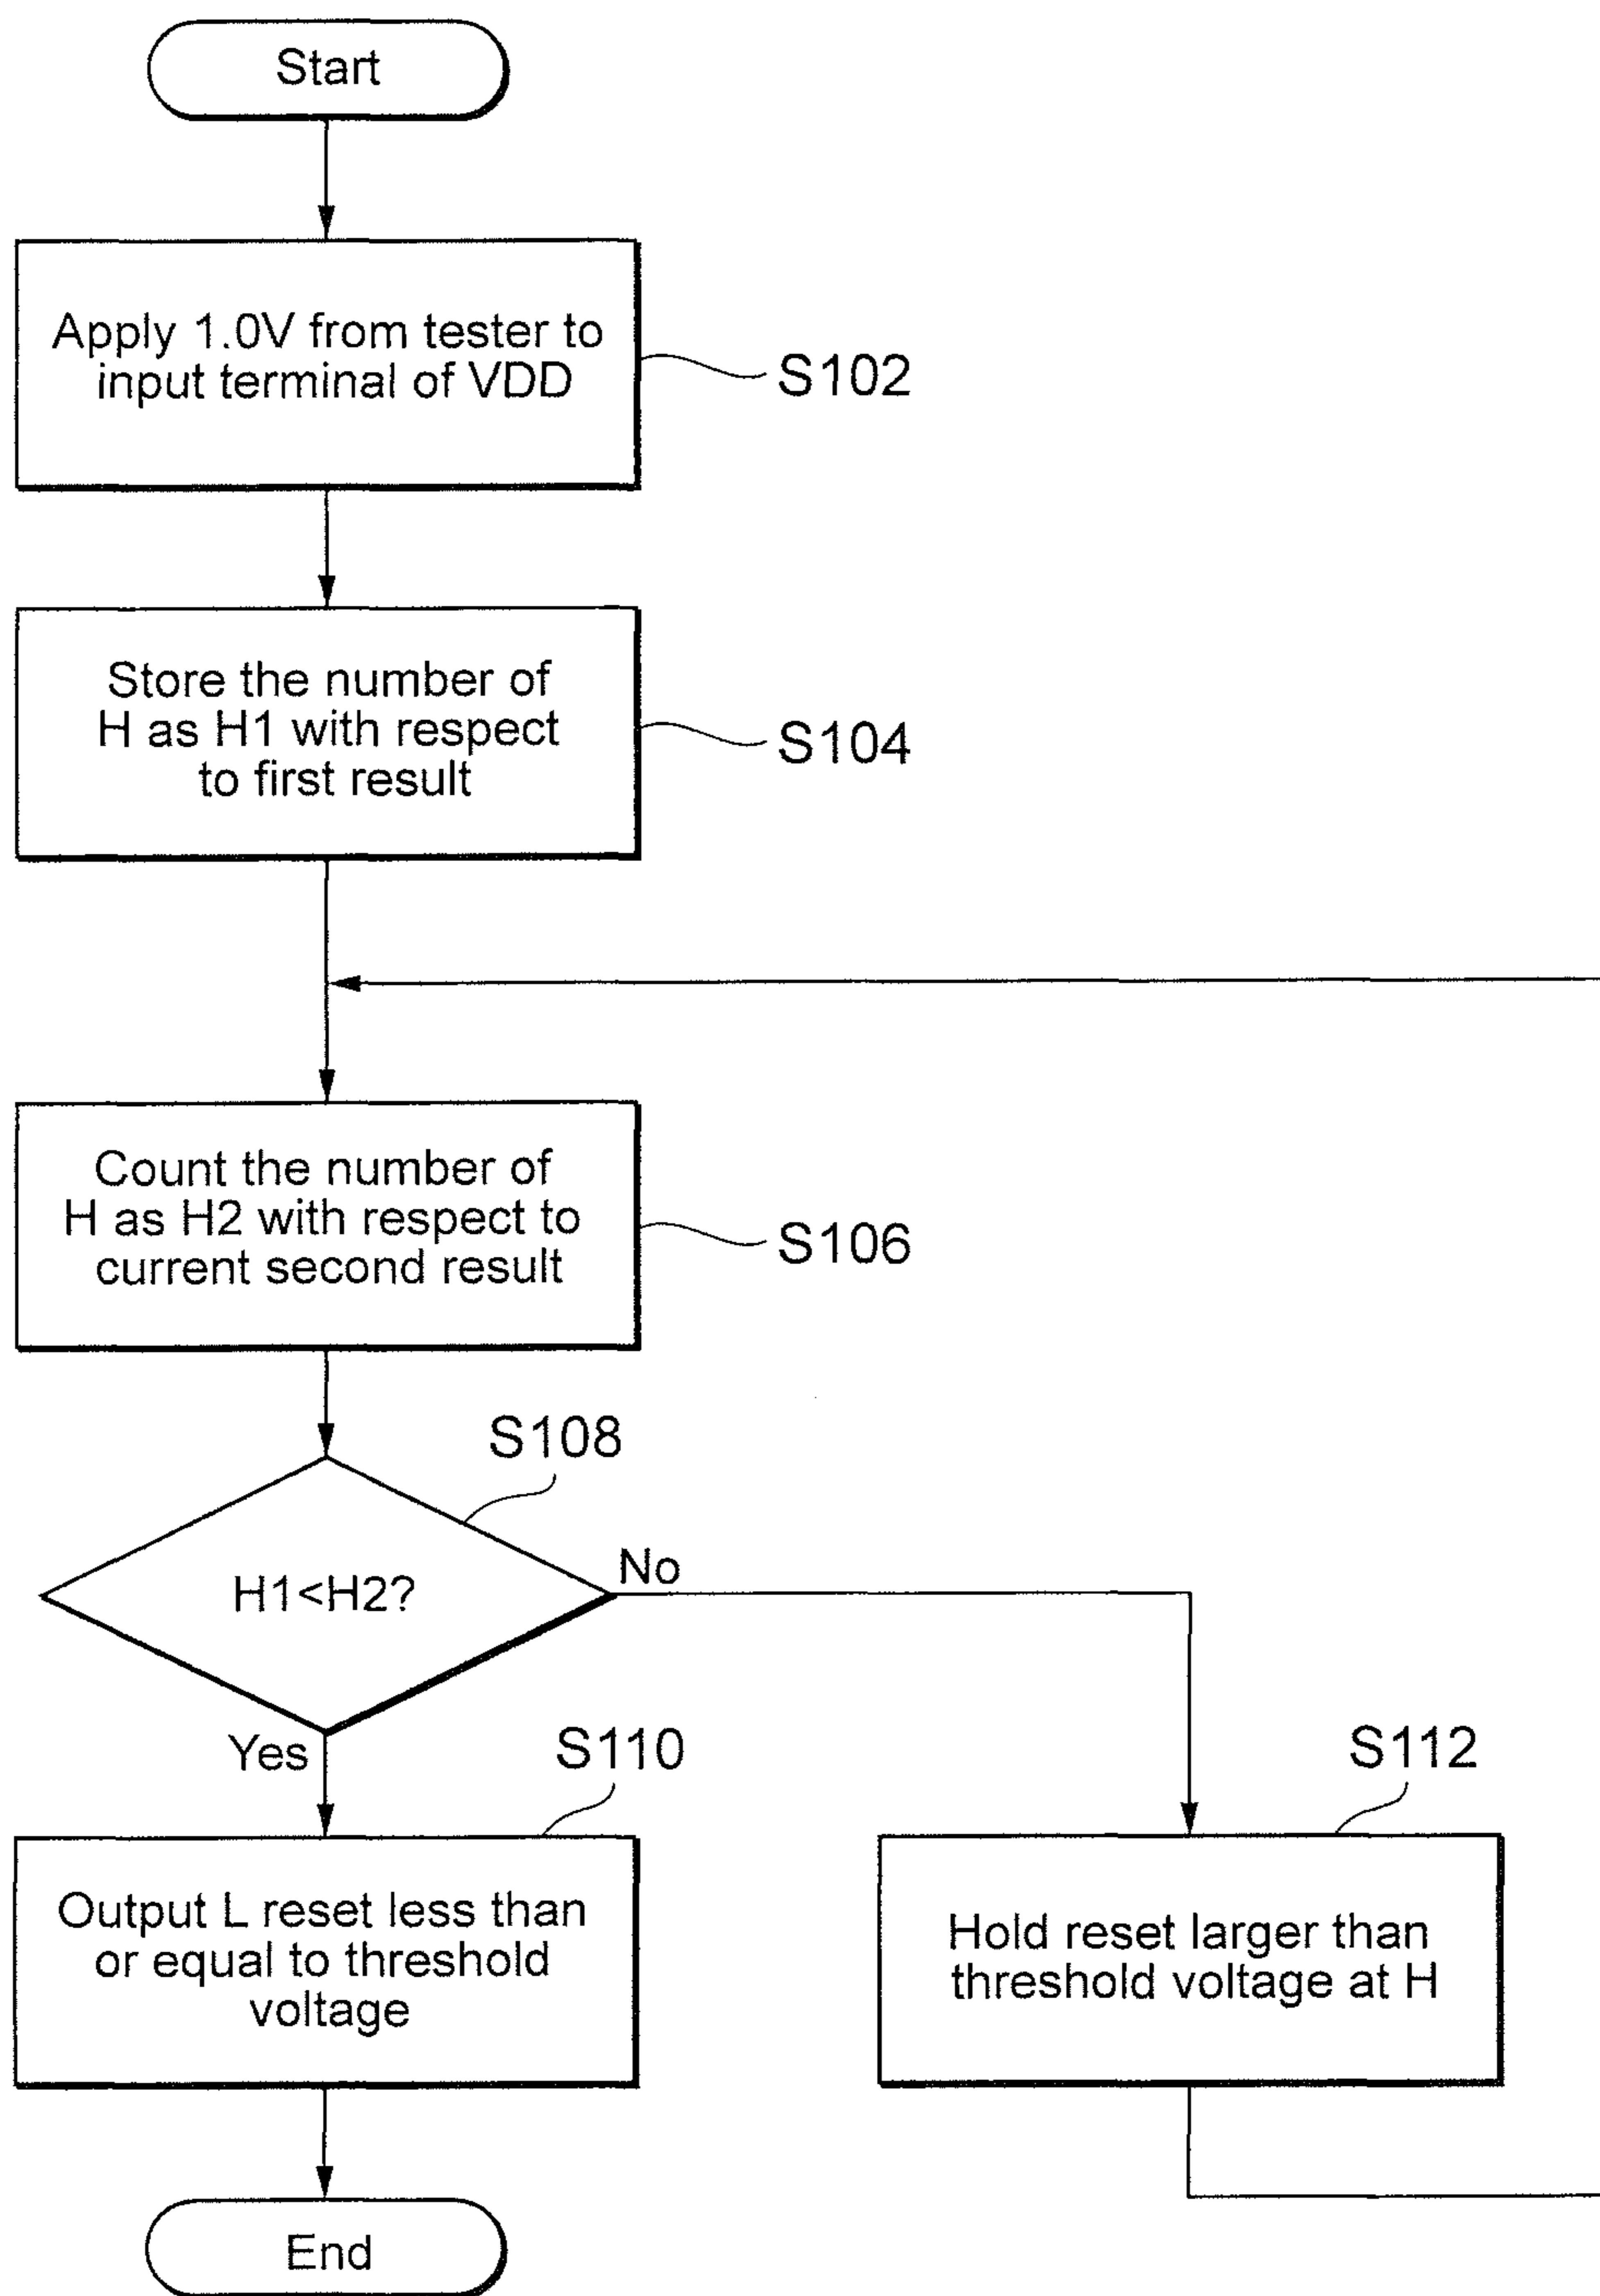 Start
Apply 1.0V from tester to
input terminal of VDD
S102
Store the number of
H as H1 with respect
to first result
S104
Count the number of
H as H2 with respect to
current second result
S106
S108
H1<H2?
No
Yes
S110
Output L reset less than
or equal to threshold
voltage
S112
Hold reset larger than
threshold voltage at H
End